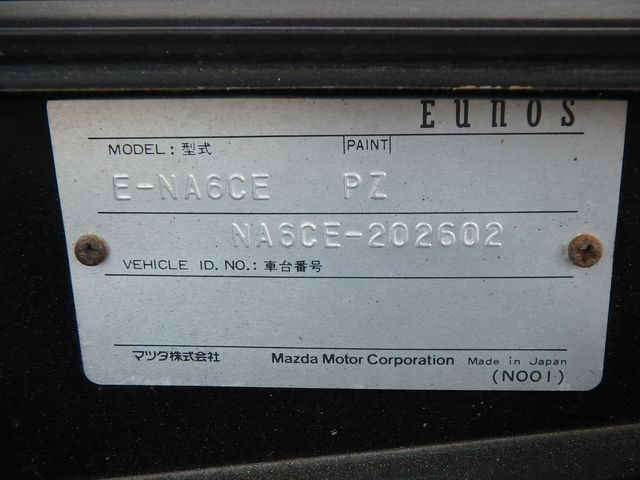 Eunos
MODEL: 型式 PAINT
E-NA6CE PZ
NA6CE-202602
VEHICLE ID. NO.: 車台番号
マツダ株式会社 Mazda Motor Corporation Made in Japan
(N001)